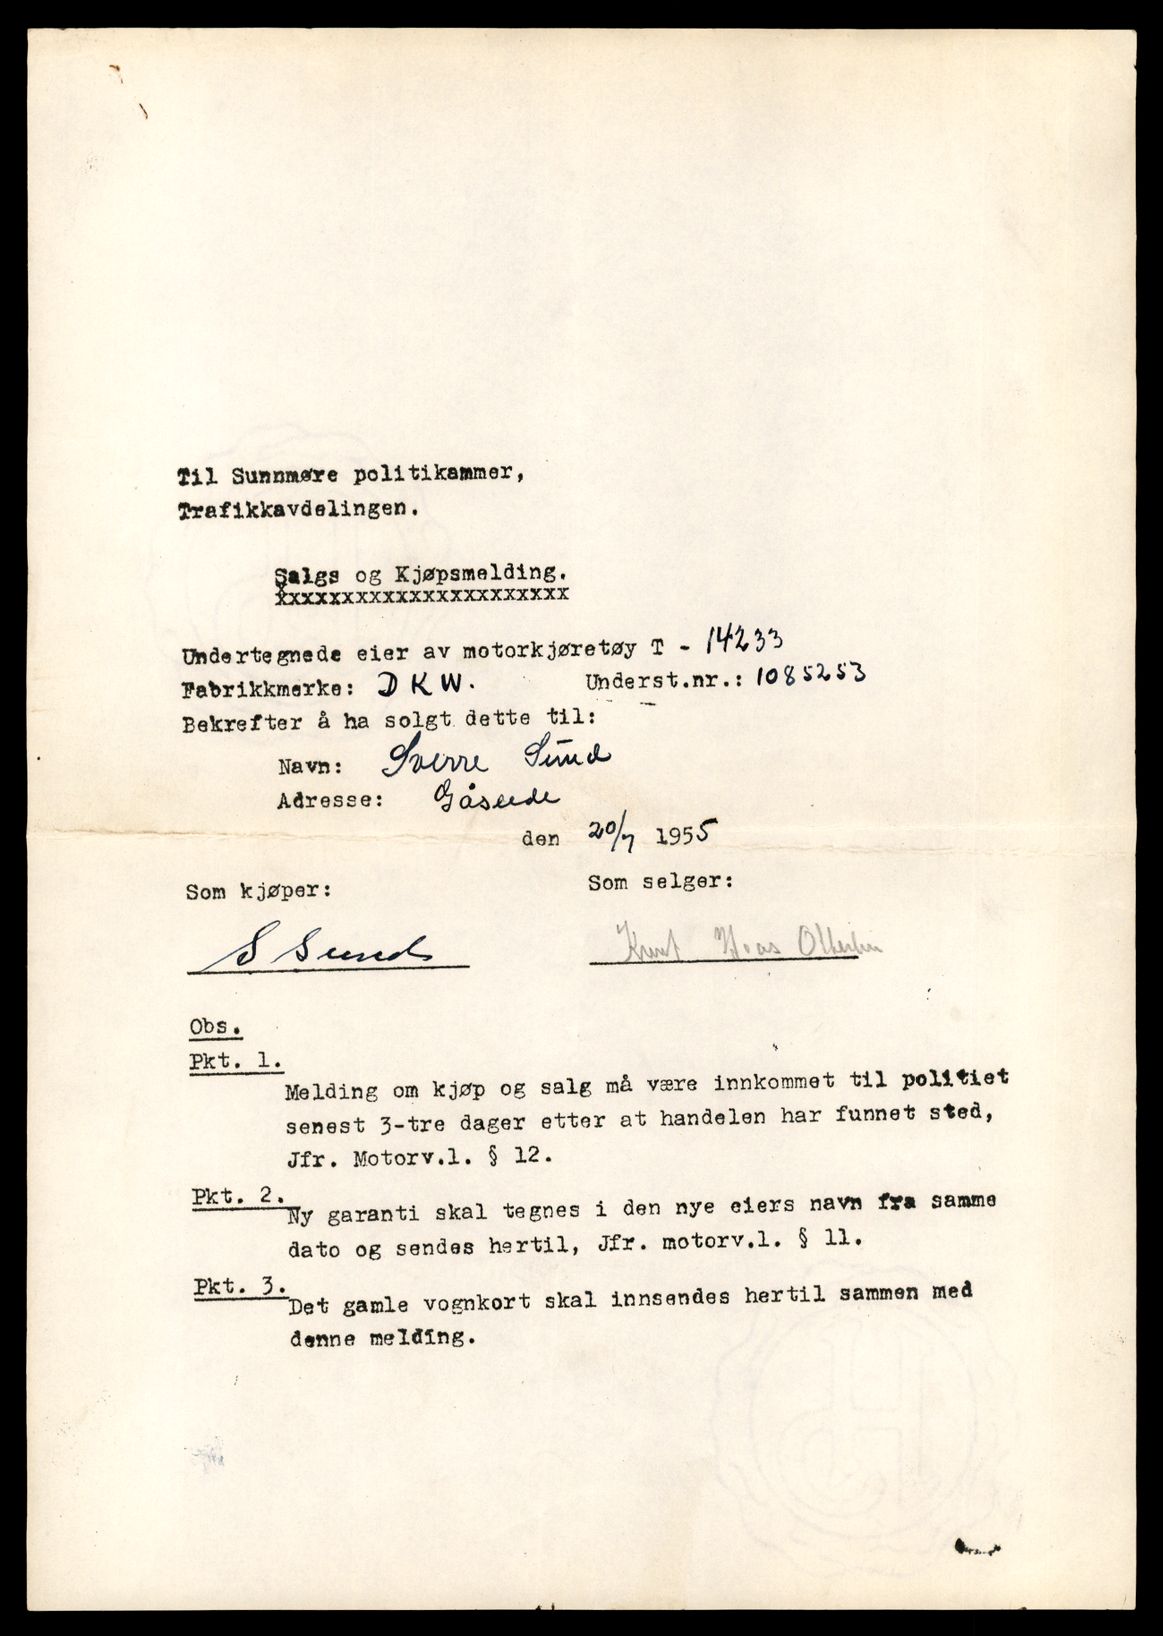 Til Sunnmøre politikammer,
Trafikkavdelingen.
Salgs og Kjøpsmelding.
xxxxxxxxxxxxxxxxxxxxxx
Undertegnede eier av motorkjøretøy T - 14233
Fabrikkmerke: DKW. Underst.nr.: 1085253
Bekrefter å ha solgt dette til:
Navn: Sverre Sund
Adresse: Gåseide
den 20/7 1955
Som kjøper: Som selger:
S Sund Knut
Obs.
Pkt. 1.
Melding om kjøp og salg må være innkommet til politiet
senest 3-tre dager etter at handelen har funnet sted,
Jfr. Motorv.l. § 12.
Pkt. 2.
Ny garanti skal tegnes i den nye eiers navn fra samme
dato og sendes hertil, Jfr. motorv.l. § 11.
Pkt. 3.
Det gamle vognkort skal innsendes hertil sammen med
denne melding.